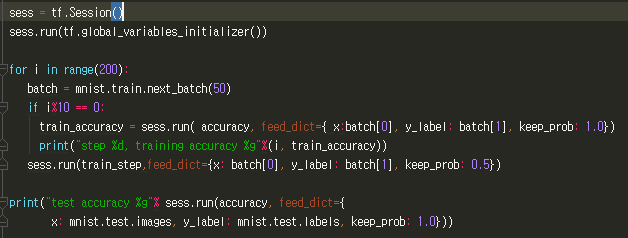 sess = tf.Session()
sess.run(tf.global_variables_initializer())
for i in range(200):
batch = mnist.train.next_batch(50)
if i%10 == 0:
train_accuracy = sess.run( accuracy, feed_dict={ x:batch[0], y_label: batch[1], keep_prob: 1.0})
print("step %d, training accuracy %g"%(i, train_accuracy))
sess.run(train_step,feed_dict={x: batch[0], y_label: batch[1], keep_prob: 0.5})
print("test accuracy %g"% sess.run(accuracy, feed_dict={
x: mnist.test.images, y_label: mnist.test.labels, keep_prob: 1.0}))